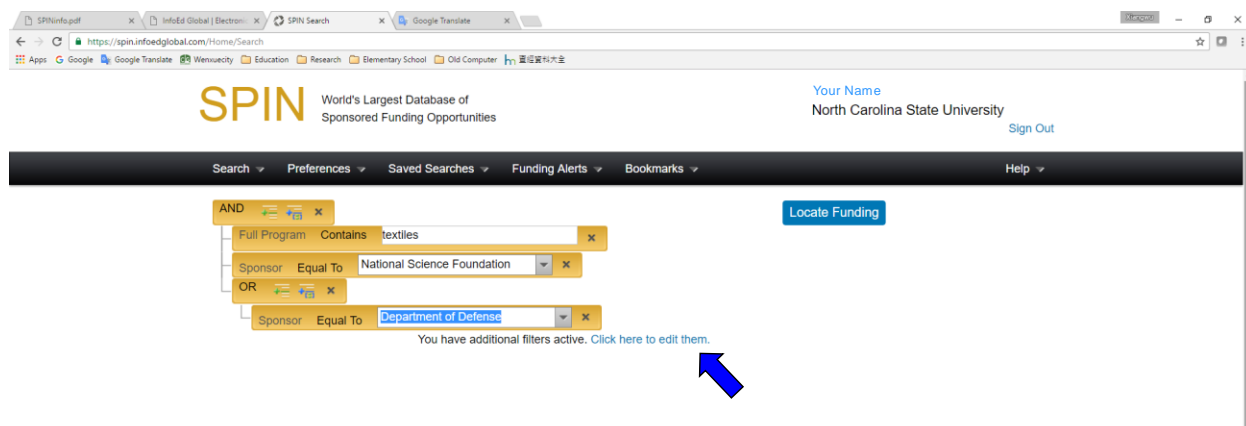 SPINinfo.pdf
InfoEd Global | Electronic
SPIN Search
Google Translate
https://spin.infoedglobal.com/Home/Search
Apps Google Google Translate Wenxuecity Education Research Elementary School Old Computer
SPIN
World's Largest Database of
Sponsored Funding Opportunities
Your Name
North Carolina State University
Sign Out
Search Preferences Saved Searches Funding Alerts Bookmarks Help
AND
Locate Funding
Full Program Contains textiles
Sponsor Equal To National Science Foundation
OR
Sponsor Equal To Department of Defense
You have additional filters active. Click here to edit them.